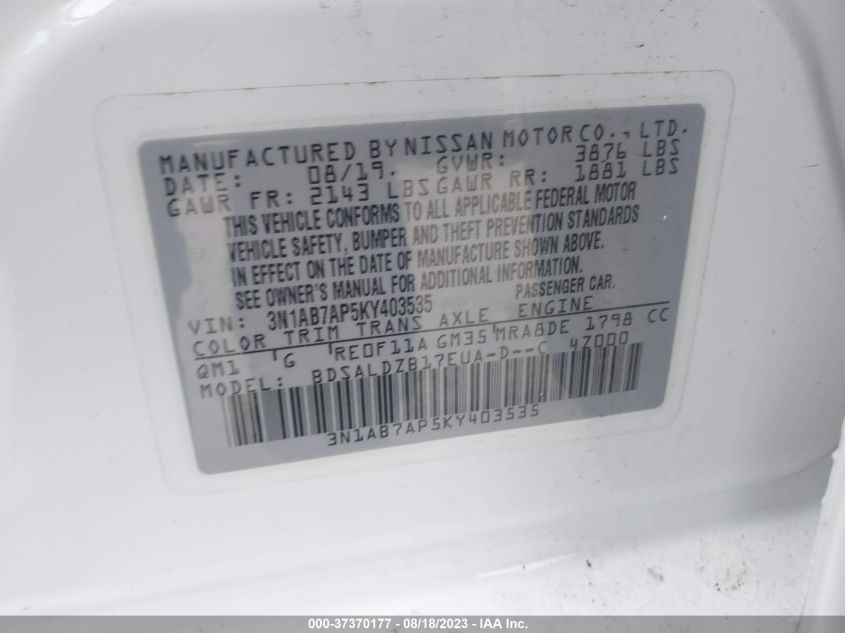 MANUFACTURED BY NISSAN MOTOR CO., LTD.
DATE: 08/19. GVWR: 3876 LBS
GAWR FR: 2143 LBS GAWR RR: 1881 LBS
THIS VEHICLE CONFORMS TO ALL APPLICABLE FEDERAL MOTOR
VEHICLE SAFETY, BUMPER AND THEFT PREVENTION STANDARDS
IN EFFECT ON THE DATE OF MANUFACTURE SHOWN ABOVE.
SEE OWNER'S MANUAL FOR ADDITIONAL INFORMATION.
VIN: 3N1AB7AP5KY403535 PASSENGER CAR.
COLOR TRIM TRANS AXLE ENGINE
QM1 G RE0F11A GM35 MRA8DE 1798 CC
MODEL: BDSALDZB17EUA-D--C 4Z000
3N1AB7AP5KY403535
000-37370177 - 08/18/2023 - IAA Inc.